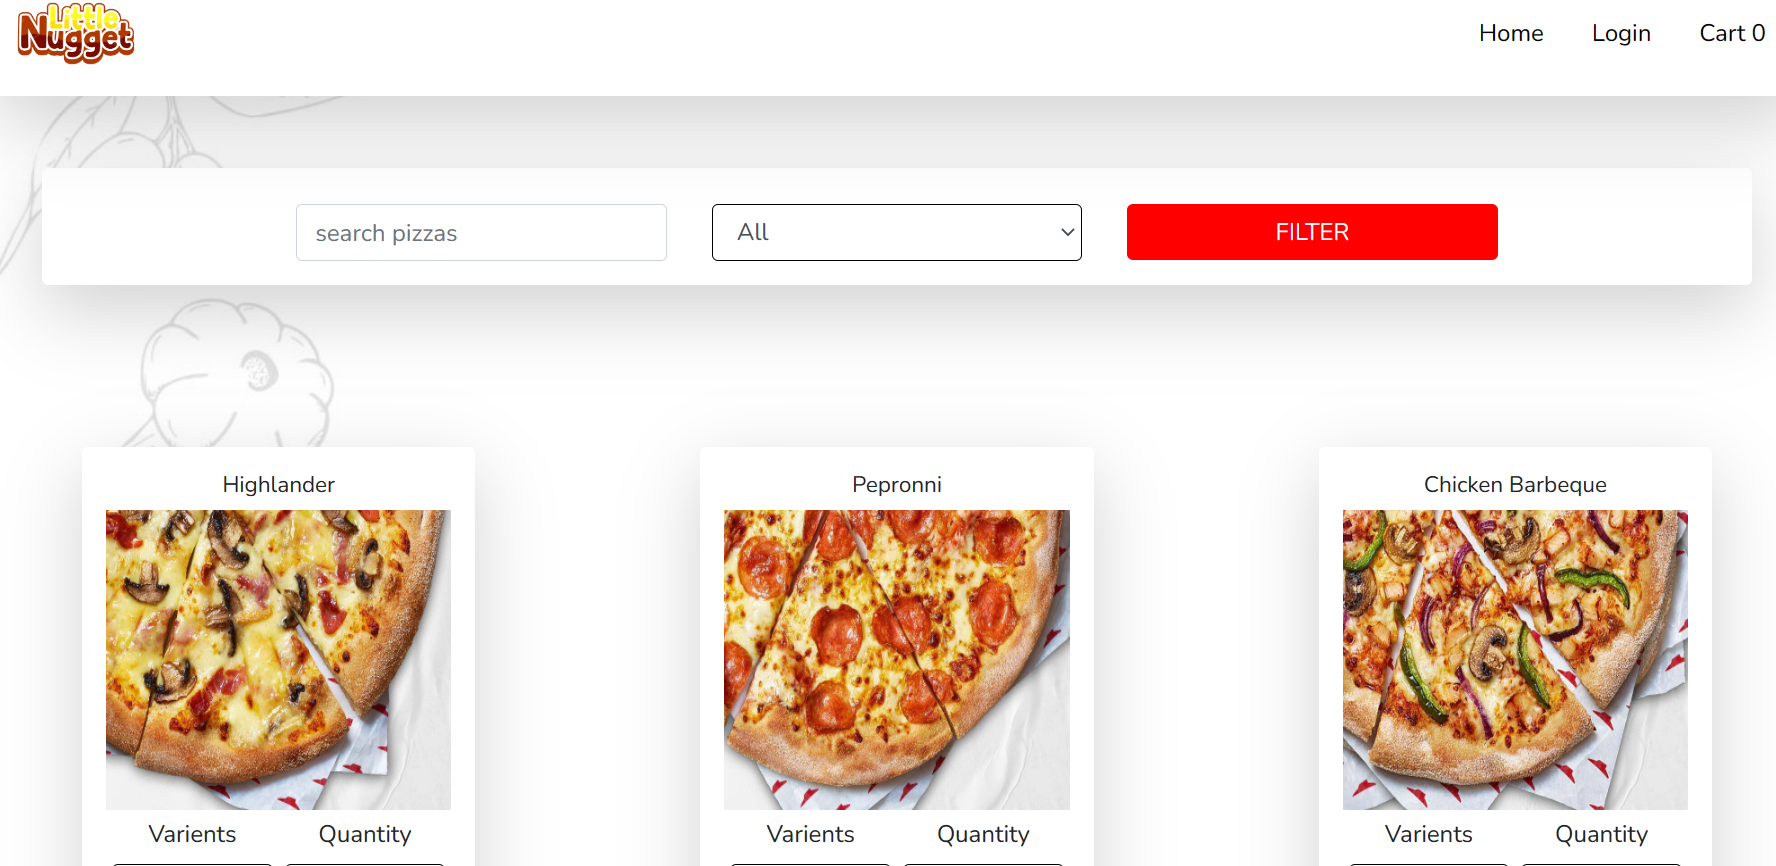 Little
Nugget
Home Login Cart 0
search pizzas All FILTER
Highlander Pepronni Chicken Barbeque
Varients Quantity Varients Quantity Varients Quantity